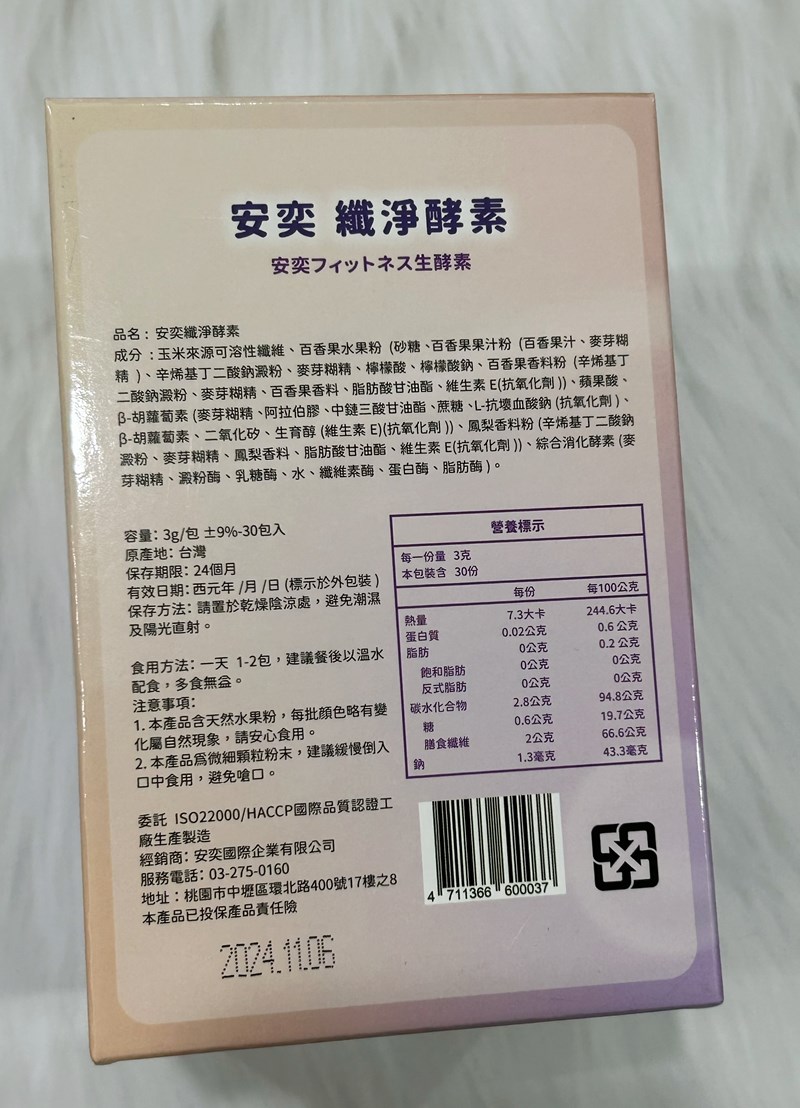 安奕 纖淨酵素
安奕フィットネス生酵素
品名：安奕纖淨酵素
成分：玉米來源可溶性纖維、百香果水果粉 (砂糖、百香果果汁粉 (百香果汁、麥芽糊
精 )、辛烯基丁二酸鈉澱粉、麥芽糊精、檸檬酸、檸檬酸鈉、百香果香料粉 (辛烯基丁
二酸鈉澱粉、麥芽糊精、百香果香料、脂肪酸甘油酯、維生素 E(抗氧化劑 ))、蘋果酸、
β-胡蘿蔔素 (麥芽糊精、阿拉伯膠、中鏈三酸甘油酯、蔗糖、L-抗壞血酸鈉 (抗氧化劑 )、
β-胡蘿蔔素、二氧化矽、生育醇 (維生素 E)(抗氧化劑 ))、鳳梨香料粉 (辛烯基丁二酸鈉
澱粉、麥芽糊精、鳳梨香料、脂肪酸甘油酯、維生素 E(抗氧化劑 ))、綜合消化酵素 (麥
芽糊精、澱粉酶、乳糖酶、水、纖維素酶、蛋白酶、脂肪酶 )。
容量：3g/包 ±9%-30包入
原產地：台灣
保存期限：24個月
有效日期：西元年 /月 /日 (標示於外包裝 )
保存方法：請置於乾燥陰涼處，避免潮濕
及陽光直射。
食用方法：一天 1-2包，建議餐後以溫水
配食，多食無益。
注意事項：
1. 本產品含天然水果粉，每批顏色略有變
化屬自然現象，請安心食用。
2. 本產品為微細顆粒粉末，建議緩慢倒入
口中食用，避免嗆口。
委託 ISO22000/HACCP國際品質認證工
廠生產製造
經銷商：安奕國際企業有限公司
服務電話：03-275-0160
地址：桃園市中壢區環北路400號17樓之8
本產品已投保產品責任險
2024.11.06
營養標示
每一份量 3克
本包裝含 30份
每份 每100公克
熱量 7.3大卡 244.6大卡
蛋白質 0.02公克 0.6 公克
脂肪 0公克 0.2 公克
飽和脂肪 0公克 0公克
反式脂肪 0公克 0公克
碳水化合物 2.8公克 94.8公克
糖 0.6公克 19.7公克
膳食纖維 2公克 66.6公克
鈉 1.3毫克 43.3毫克
4 711366 600037